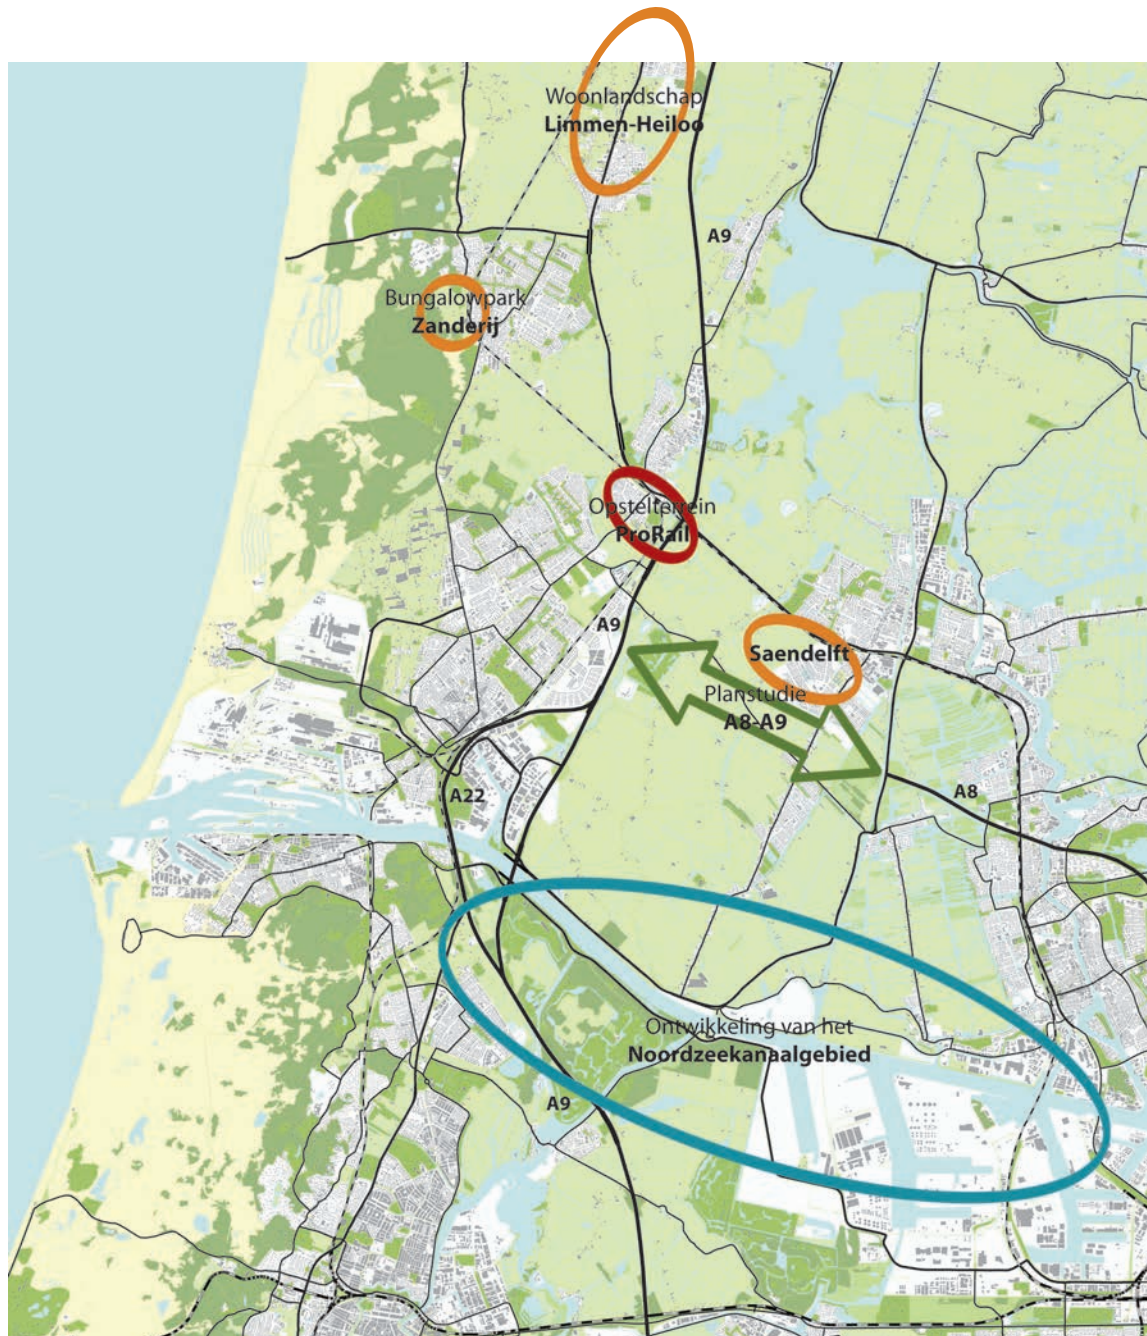 Woonlandschap
Limmen-Heiloo
A9
Bungalowpark
Zanderij
Opstelterrein
ProRail
A9
Saendelft
Planstudie
A8-A9
A22
A8
Ontwikkeling van het
Noordzeekanaalgebied
A9